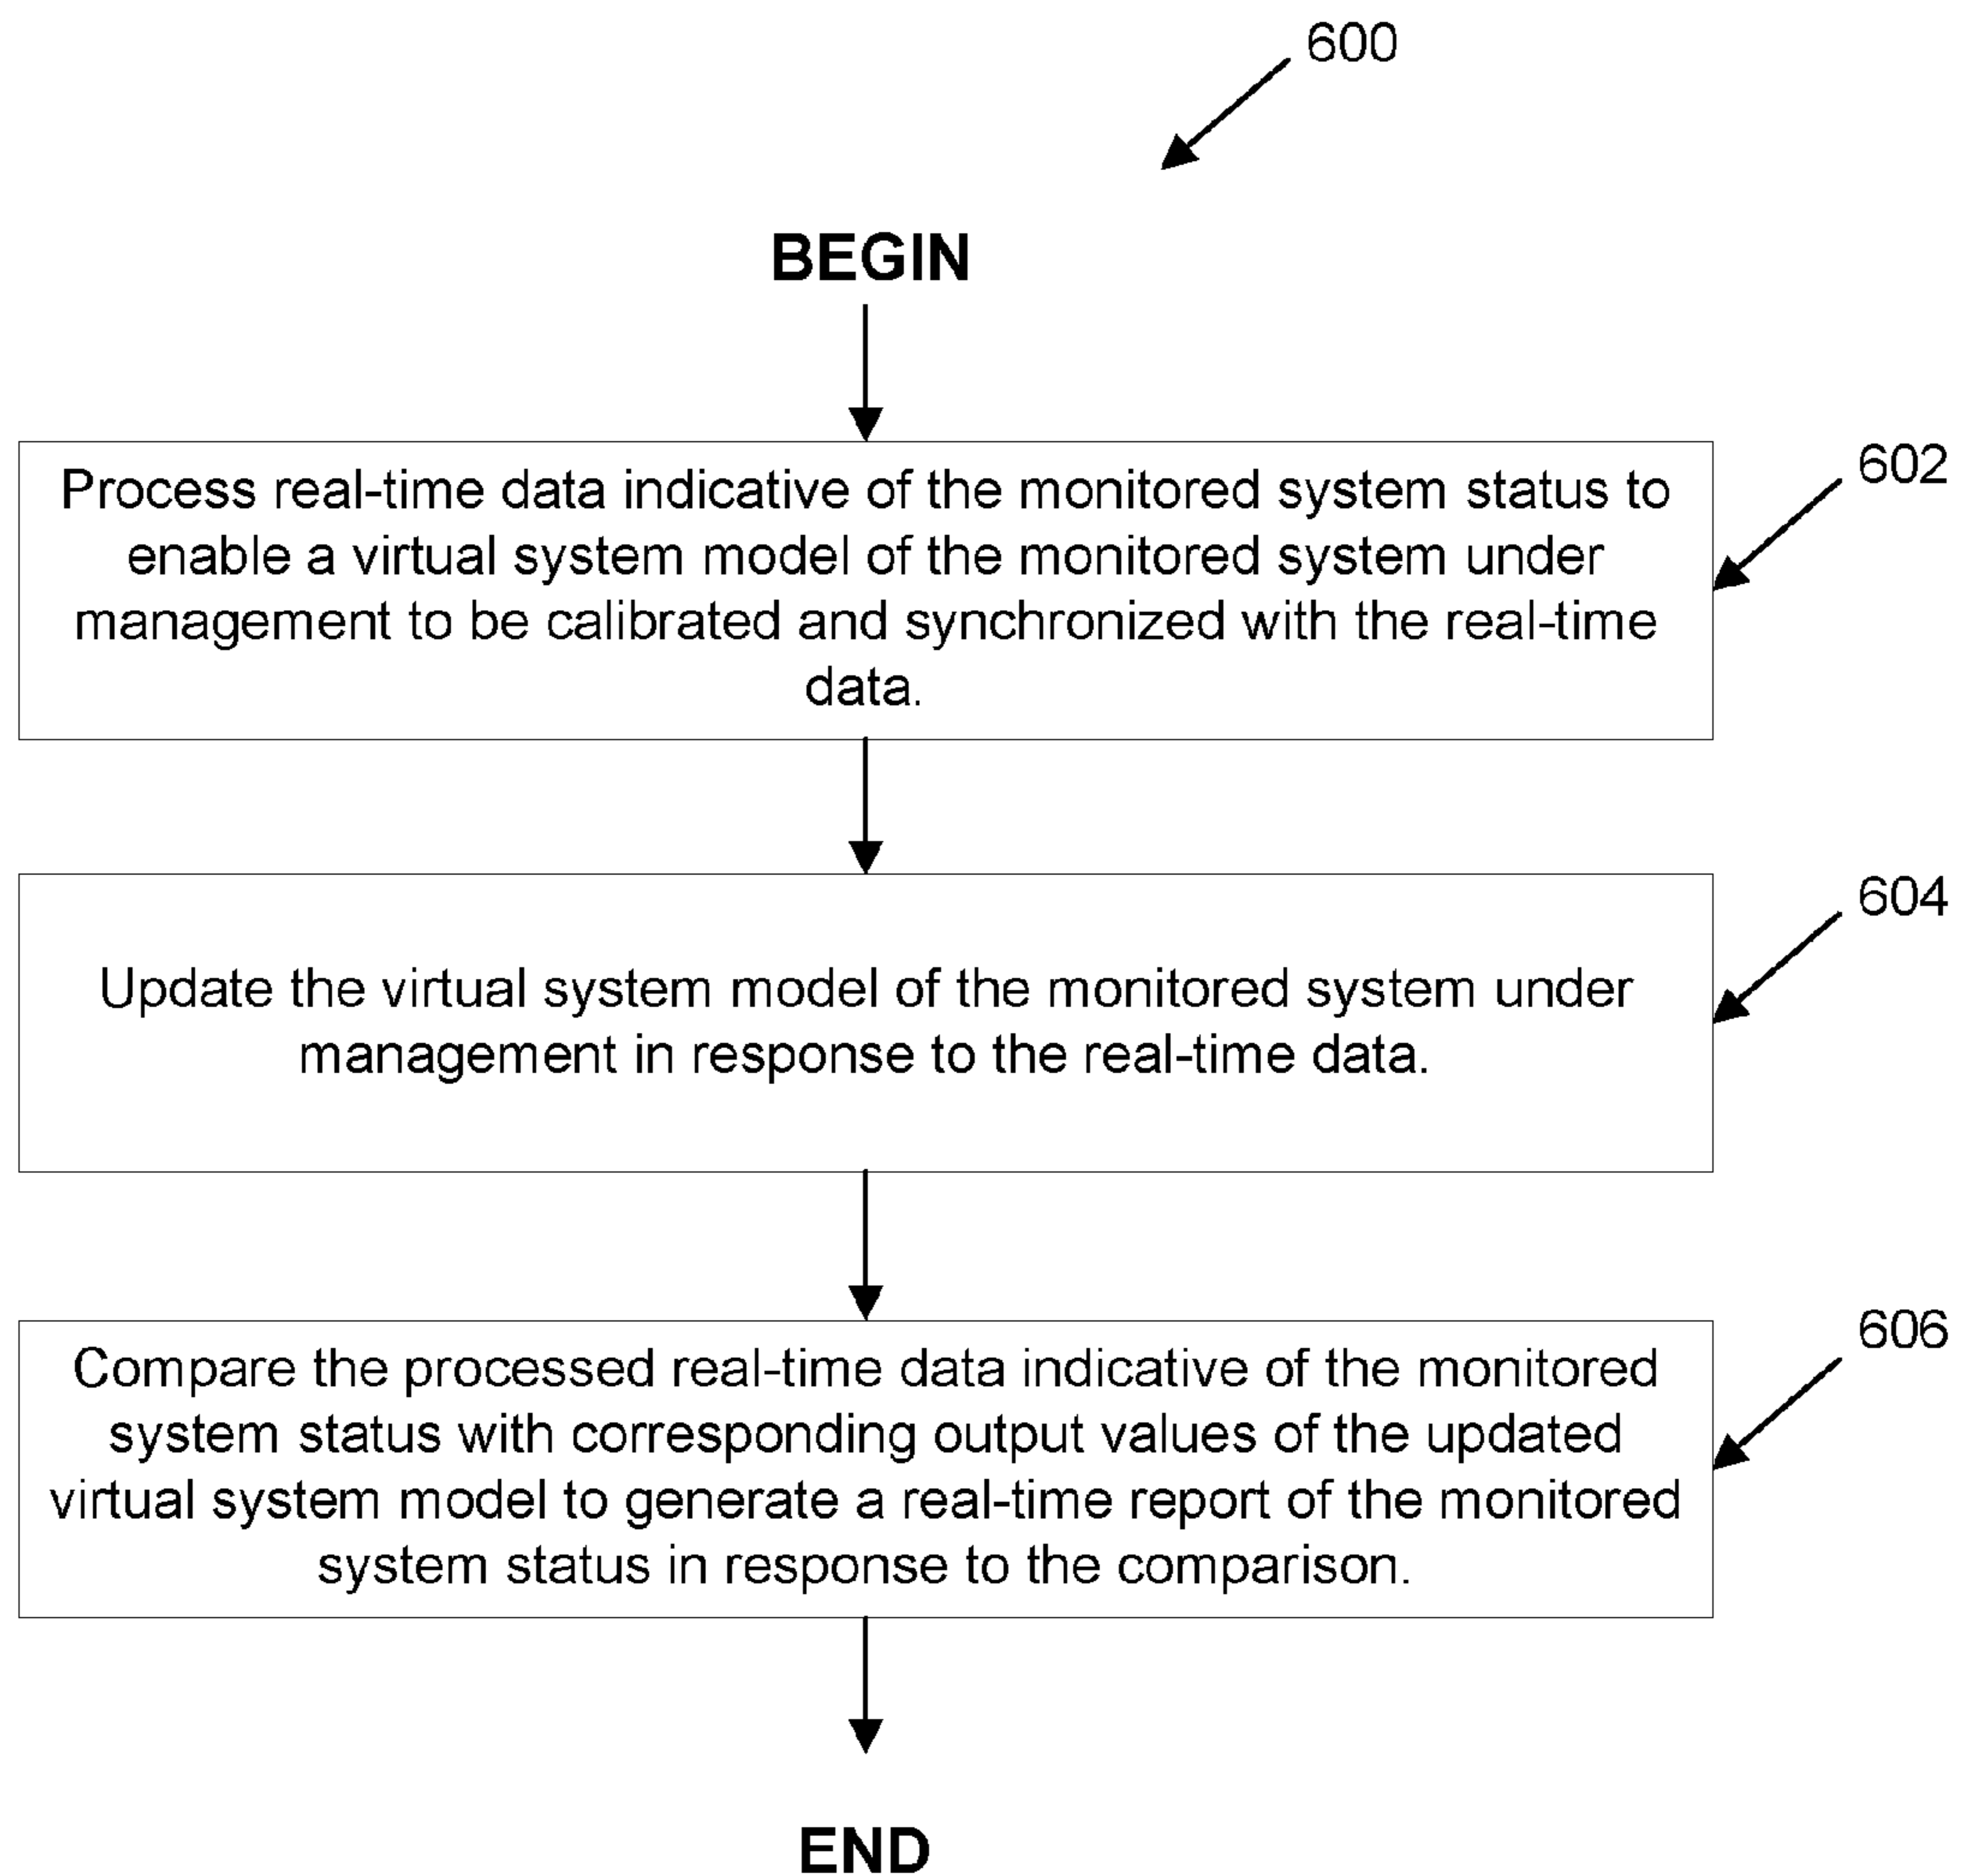 600
BEGIN
602
Process real-time data indicative of the monitored system status to
enable a virtual system model of the monitored system under
management to be calibrated and synchronized with the real-time
data.
604
Update the virtual system model of the monitored system under
management in response to the real-time data.
606
Compare the processed real-time data indicative of the monitored
system status with corresponding output values of the updated
virtual system model to generate a real-time report of the monitored
system status in response to the comparison.
END